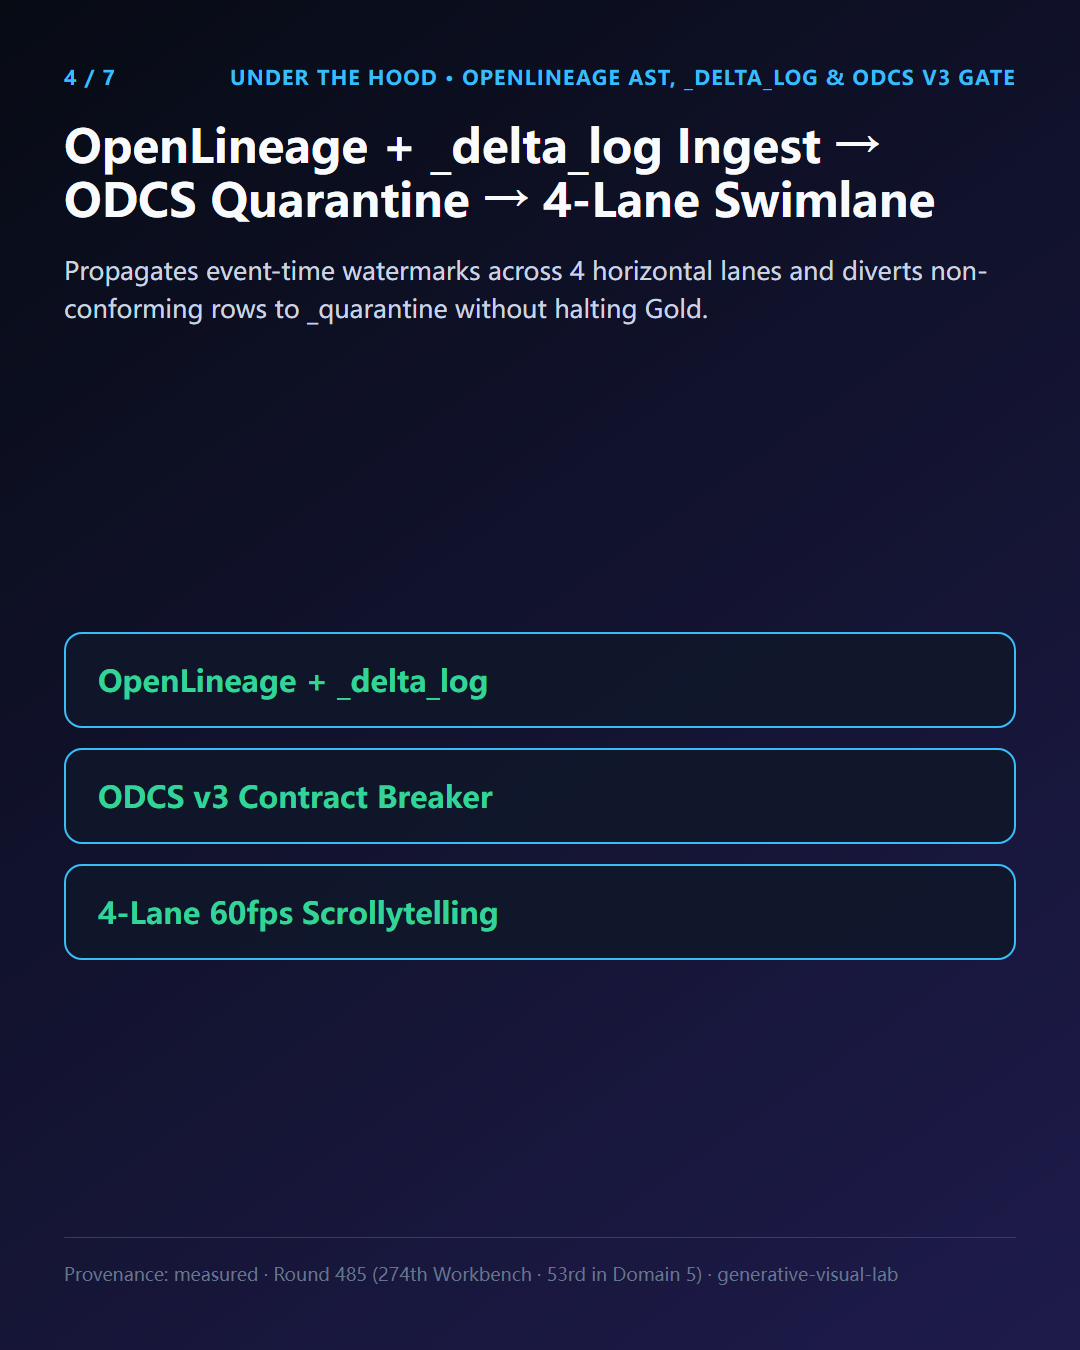 4 / 7
UNDER THE HOOD • OPENLINEAGE AST, _DELTA_LOG & ODCS V3 GATE
OpenLineage + _delta_log Ingest →
ODCS Quarantine → 4-Lane Swimlane
Propagates event-time watermarks across 4 horizontal lanes and diverts non-
conforming rows to _quarantine without halting Gold.
OpenLineage + _delta_log
ODCS v3 Contract Breaker
4-Lane 60fps Scrollytelling
Provenance: measured · Round 485 (274th Workbench · 53rd in Domain 5) · generative-visual-lab